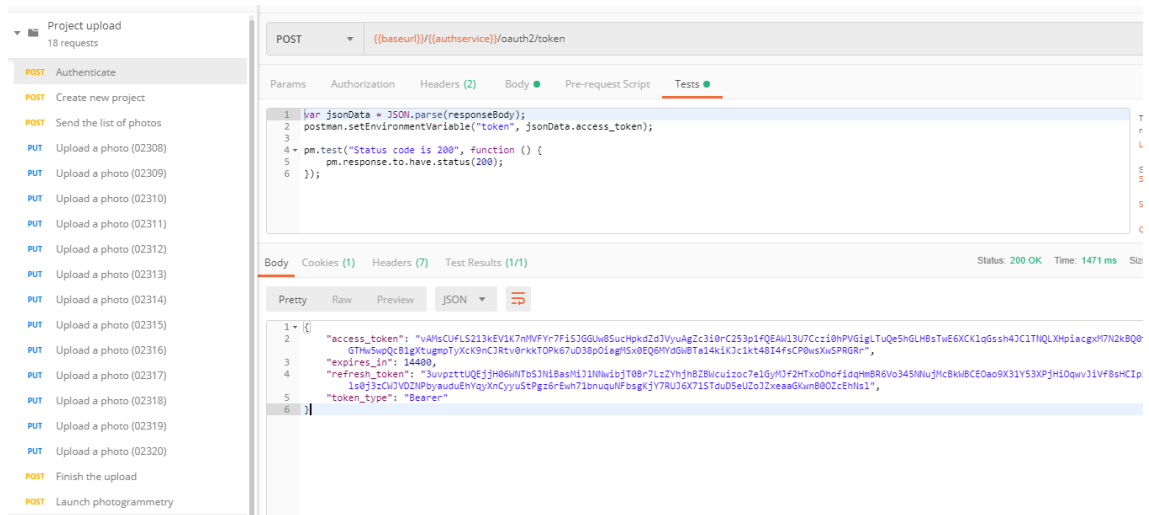 Project upload
18 requests
POST Authenticate
POST Create new project
POST Send the list of photos
PUT Upload a photo (02308)
PUT Upload a photo (02309)
PUT Upload a photo (02310)
PUT Upload a photo (02311)
PUT Upload a photo (02312)
PUT Upload a photo (02313)
PUT Upload a photo (02314)
PUT Upload a photo (02315)
PUT Upload a photo (02316)
PUT Upload a photo (02317)
PUT Upload a photo (02318)
PUT Upload a photo (02319)
PUT Upload a photo (02320)
POST Finish the upload
POST Launch photogrammetry
POST {{baseurl}}/{{authservice}}/oauth2/token
Params Authorization Headers (2) Body Pre-request Script Tests
1 var jsonData = JSON.parse(responseBody);
2 postman.setEnvironmentVariable("token", jsonData.access_token);
3
4 pm.test("Status code is 200", function () {
5 pm.response.to.have.status(200);
6 });
Body Cookies (1) Headers (7) Test Results (1/1) Status: 200 OK Time: 1471 ms
Pretty Raw Preview JSON
1 {
2 "access_token":
3 "expires_in": 14400,
4 "refresh_token":
5 "token_type": "Bearer"
6 }